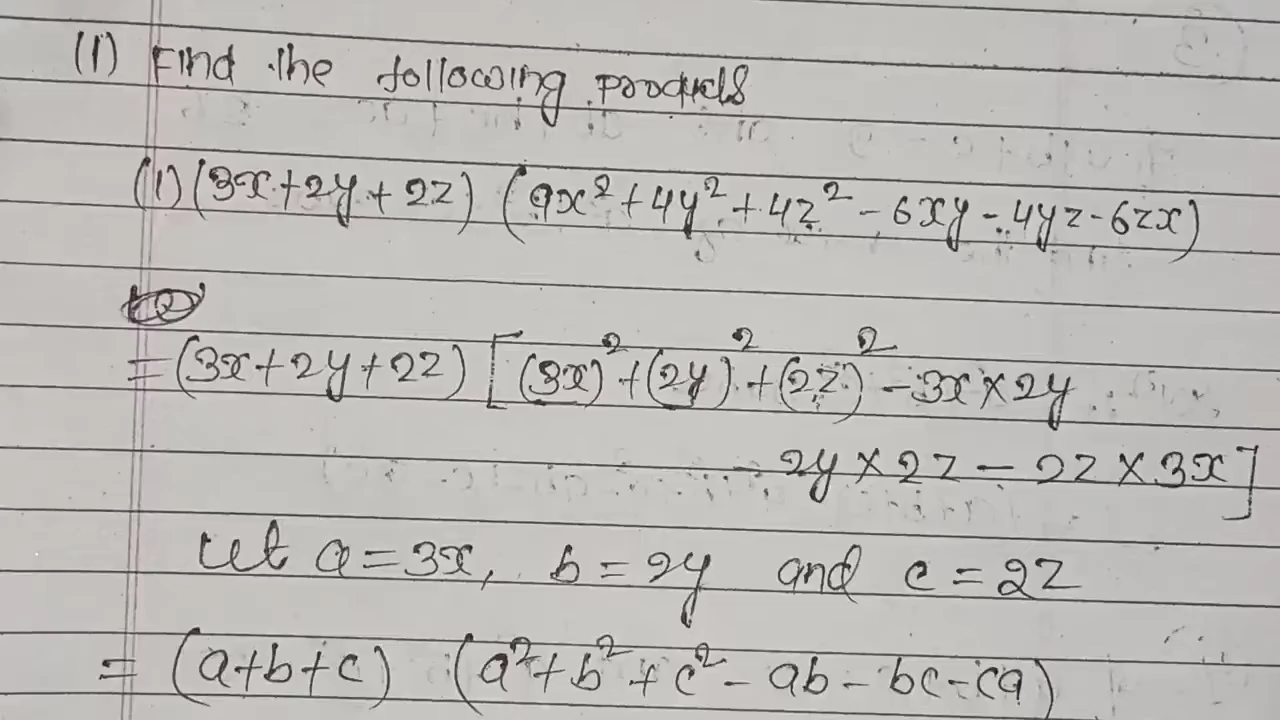 (1) Find the following products
(1) (3x+2y+2z) (9x²+4y²+4z²-6xy-4yz-6zx)
=(3x+2y+2z) [(3x)²+(2y)²+(2z)²-3x×2y
-2y×2z-2z×3x]
Let a=3x, b=2y and c=2z
=(a+b+c) (a²+b²+c²-ab-bc-ca)